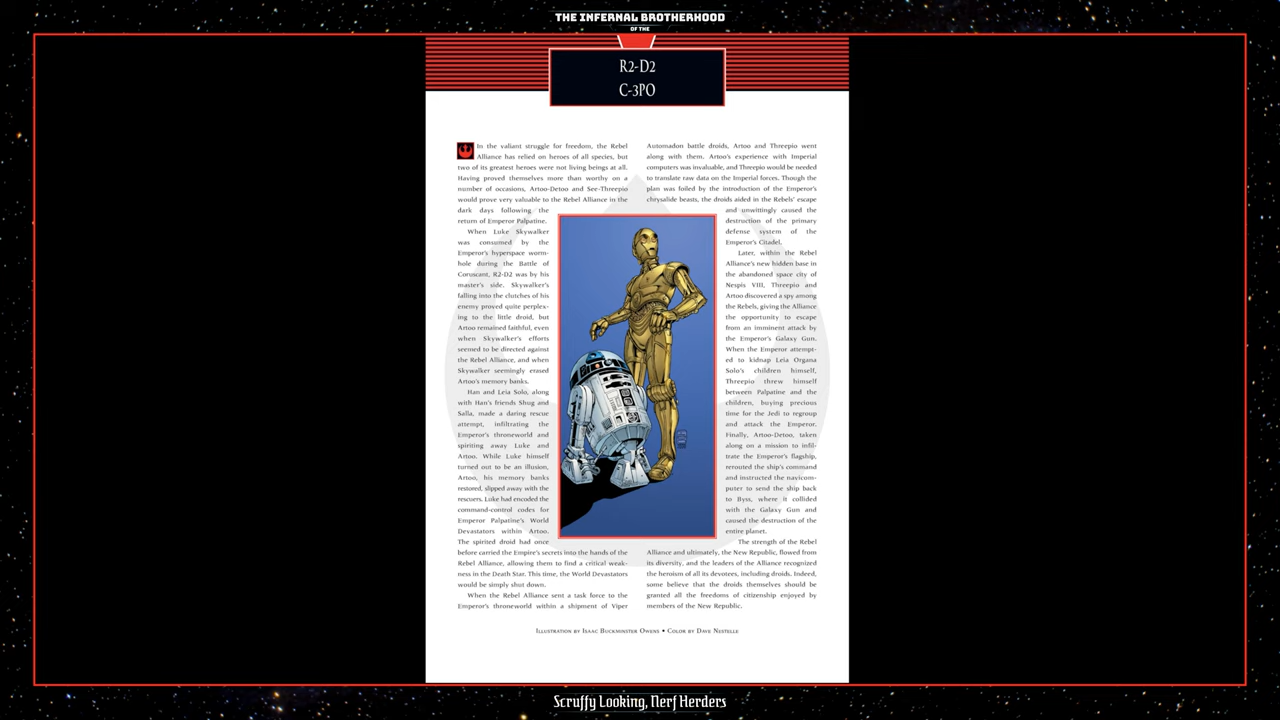 THE INFERNAL BROTHERHOOD
OF THE
R2-D2
C-3PO
In the valiant struggle for freedom, the Rebel
Alliance has relied on heroes of all species, but
two of its greatest heroes were not living beings at all.
Having proved themselves more than worthy on a
number of occasions, Artoo-Detoo and See-Threepio
would prove very valuable to the Rebel Alliance in the
dark days following the
return of Emperor Palpatine.
When Luke Skywalker
was consumed by the
Emperor's hyperspace worm-
hole during the Battle of
Coruscant, R2-D2 was by his
master's side. Skywalker's
falling into the clutches of his
enemy proved quite perplex-
ing to the little droid, but
Artoo remained faithful, even
when Skywalker's efforts
seemed to be directed against
the Rebel Alliance, and when
Skywalker seemingly erased
Artoo's memory banks.
Han and Leia Solo, along
with Han's friends Shug and
Salla, made a daring rescue
attempt, infiltrating the
Emperor's throneworld and
spiriting away Luke and
Artoo. While Luke himself
turned out to be an illusion,
Artoo, his memory banks
restored, slipped away with the
rescuers. Luke had encoded the
command-control codes for
Emperor Palpatine's World
Devastators within Artoo.
The spirited droid had once
before carried the Empire's secrets into the hands of the
Rebel Alliance, allowing them to find a critical weak-
ness in the Death Star. This time, the World Devastators
would be simply shut down.
When the Rebel Alliance sent a task force to the
Emperor's throneworld within a shipment of Viper
Automadon battle droids, Artoo and Threepio went
along with them. Artoo's experience with Imperial
computers was invaluable, and Threepio would be needed
to translate raw data on the Imperial forces. Though the
plan was foiled by the introduction of the Emperor's
chrysalide beasts, the droids aided in the Rebels' escape
and unwittingly caused the
destruction of the primary
defense system of the
Emperor's Citadel.
Later, within the Rebel
Alliance's new hidden base in
the abandoned space city of
Nespis VIII, Threepio and
Artoo discovered a spy among
the Rebels, giving the Alliance
the opportunity to escape
from an imminent attack by
the Emperor's Galaxy Gun.
When the Emperor attempt-
ed to kidnap Leia Organa
Solo's children himself,
Threepio threw himself
between Palpatine and the
children, buying precious
time for the Jedi to regroup
and attack the Emperor.
Finally, Artoo-Detoo, taken
along on a mission to infil-
trate the Emperor's flagship,
rerouted the ship's command
and instructed the navicom-
puter to send the ship back
to Byss, where it collided
with the Galaxy Gun and
caused the destruction of the
entire planet.
The strength of the Rebel
Alliance and ultimately, the New Republic, flowed from
its diversity, and the leaders of the Alliance recognized
the heroism of all its devotees, including droids. Indeed,
some believe that the droids themselves should be
granted all the freedoms of citizenship enjoyed by
members of the New Republic.
Illustration by Isaac Buckminster Owens • Color by Dave Nestelle
Scruffy Looking, Nerf Herders